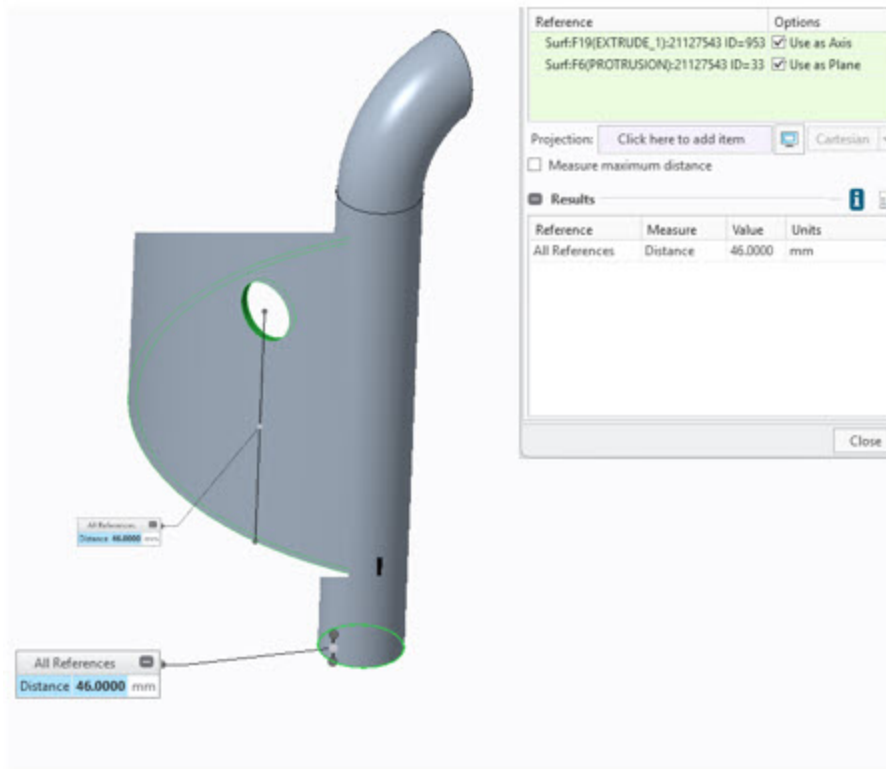 Reference Options
Surf:F19(EXTRUDE_1):21127543 ID=953 Use as Axis
Surf:F6(PROTRUSION):21127543 ID=33 Use as Plane
Projection: Click here to add item Cartesian
Measure maximum distance
Results
Reference Measure Value Units
All References Distance 46.0000 mm
Close
All References
Distance 46.0000 mm
All References
Distance 46.0000 mm